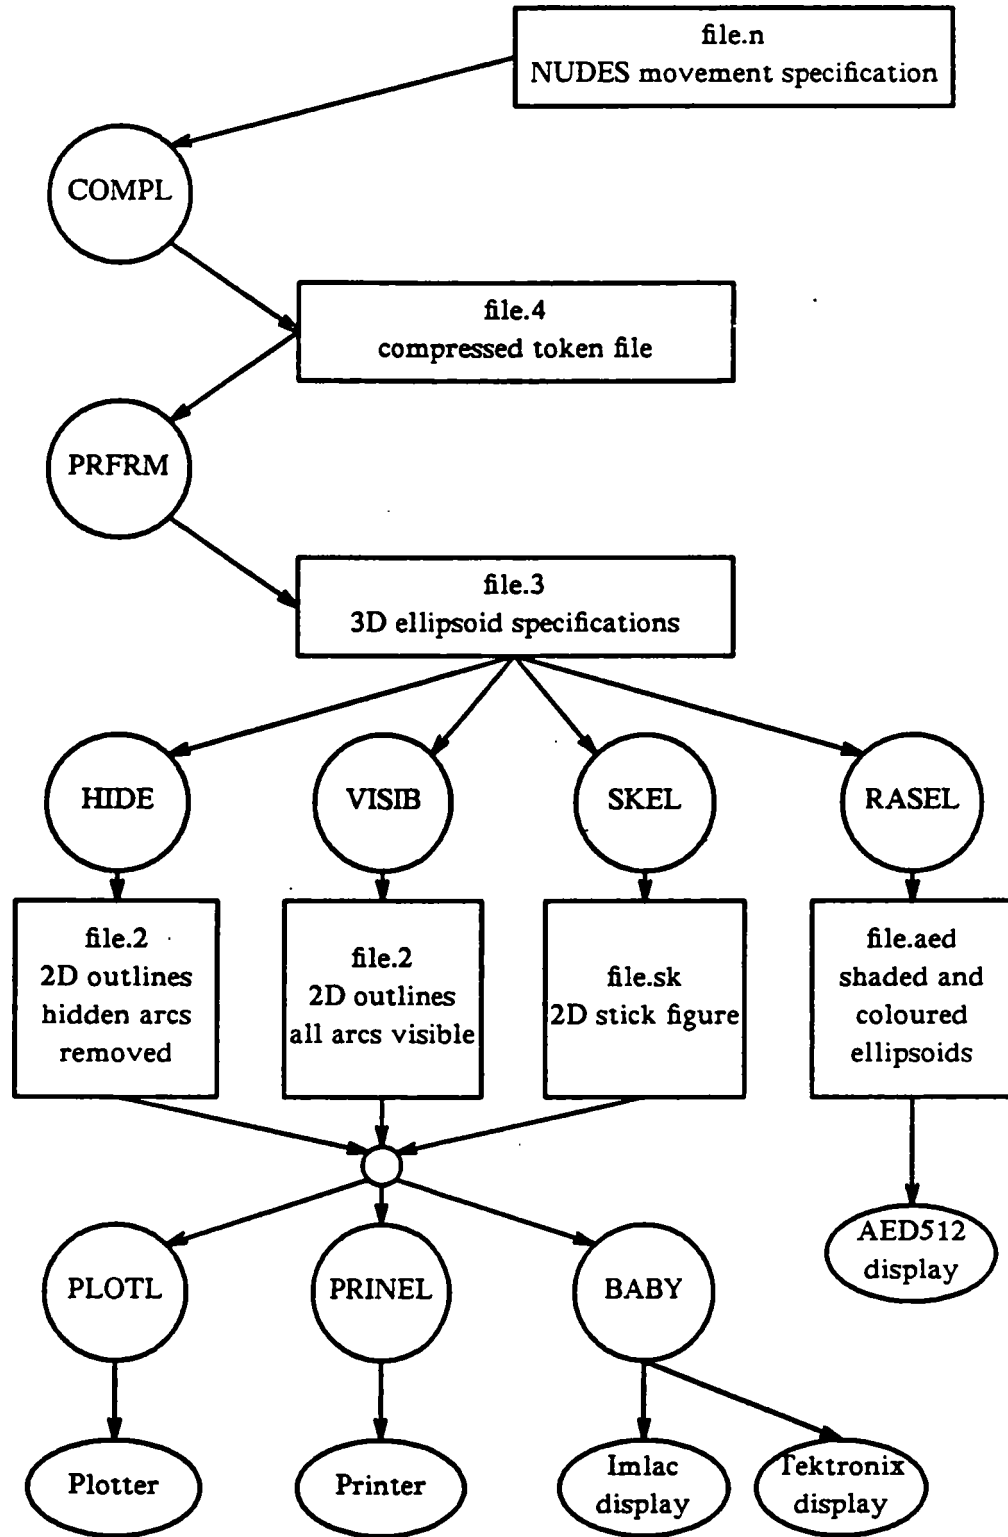 file.n
NUDES movement specification
COMPL
file.4
compressed token file
PRFRM
file.3
3D ellipsoid specifications
HIDE
VISIB
SKEL
RASEL
file.2
2D outlines
hidden arcs
removed
file.2
2D outlines
all arcs visible
file.sk
2D stick figure
file.aed
shaded and
coloured
ellipsoids
AED512
display
PLOTL
PRINEL
BABY
Plotter
Printer
Imlac
display
Tektronix
display